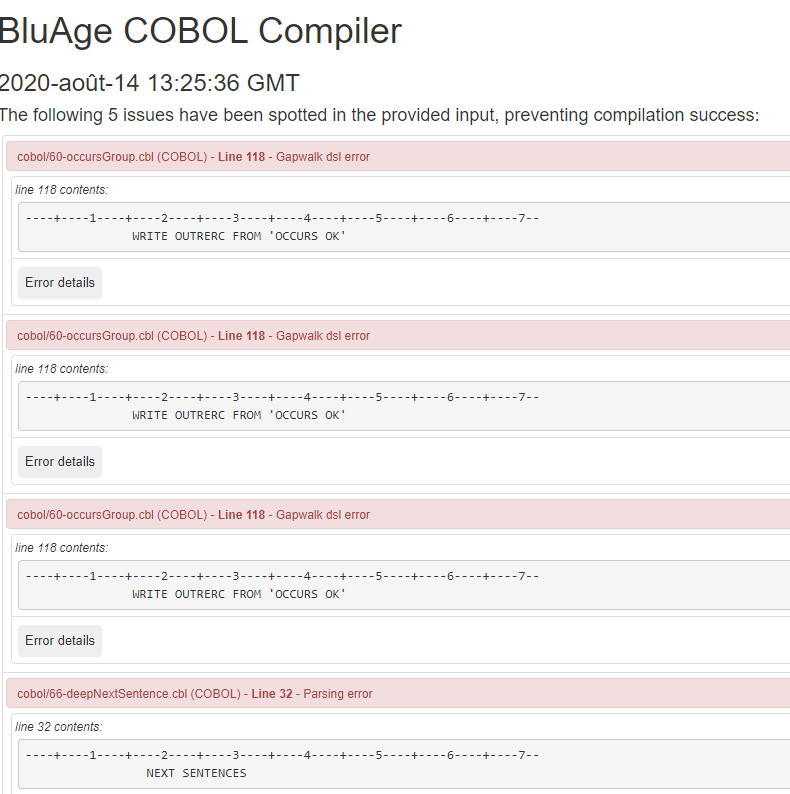 BluAge COBOL Compiler
2020-août-14 13:25:36 GMT
The following 5 issues have been spotted in the provided input, preventing compilation success:
cobol/60-occursGroup.cbl (COBOL) - Line 118 - Gapwalk dsl error
line 118 contents:
----+----1----+----2----+----3----+----4----+----5----+----6----+----7--
WRITE OUTRERC FROM 'OCCURS OK'
Error details
cobol/60-occursGroup.cbl (COBOL) - Line 118 - Gapwalk dsl error
line 118 contents:
----+----1----+----2----+----3----+----4----+----5----+----6----+----7--
WRITE OUTRERC FROM 'OCCURS OK'
Error details
cobol/60-occursGroup.cbl (COBOL) - Line 118 - Gapwalk dsl error
line 118 contents:
----+----1----+----2----+----3----+----4----+----5----+----6----+----7--
WRITE OUTRERC FROM 'OCCURS OK'
Error details
cobol/66-deepNextSentence.cbl (COBOL) - Line 32 - Parsing error
line 32 contents:
----+----1----+----2----+----3----+----4----+----5----+----6----+----7--
NEXT SENTENCES